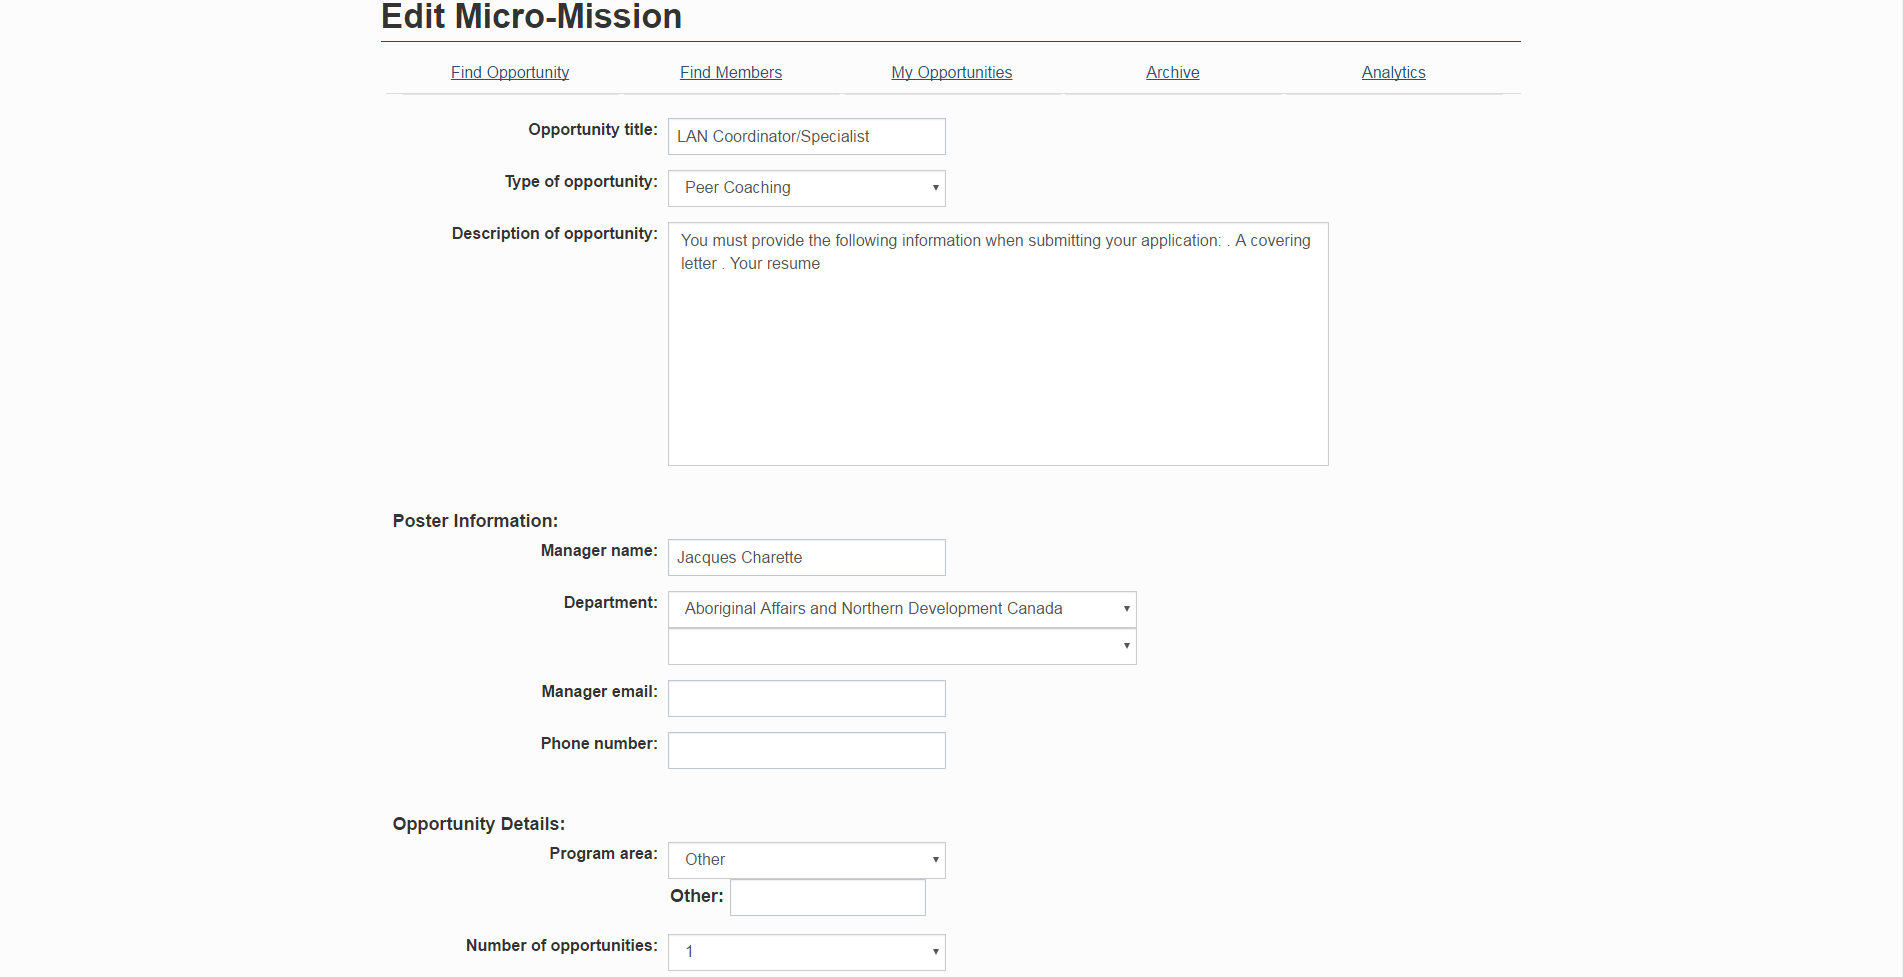 Edit Micro-Mission
Find Opportunity Find Members My Opportunities Archive Analytics
Opportunity title: LAN Coordinator/Specialist
Type of opportunity: Peer Coaching
Description of opportunity: You must provide the following information when submitting your application: . A covering
letter . Your resume
Poster Information:
Manager name: Jacques Charette
Department: Aboriginal Affairs and Northern Development Canada
Manager email:
Phone number:
Opportunity Details:
Program area: Other
Other:
Number of opportunities: 1